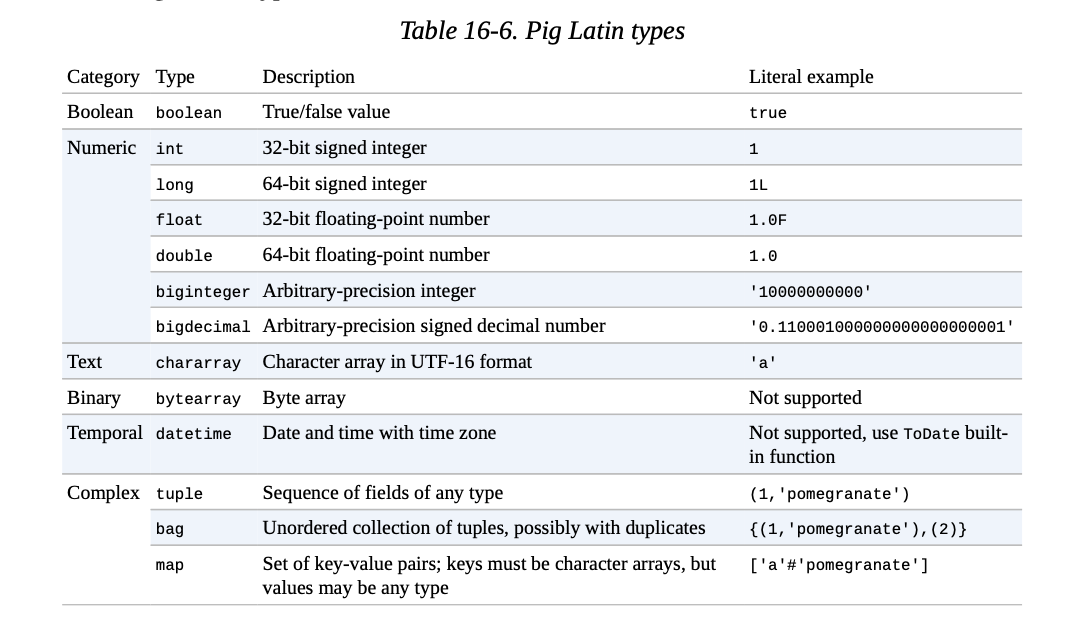 Table 16-6. Pig Latin types
Category Type Description Literal example
Boolean boolean True/false value true
Numeric int 32-bit signed integer 1
long 64-bit signed integer 1L
float 32-bit floating-point number 1.0F
double 64-bit floating-point number 1.0
biginteger Arbitrary-precision integer '10000000000'
bigdecimal Arbitrary-precision signed decimal number '0.110001000000000000000001'
Text chararray Character array in UTF-16 format 'a'
Binary bytearray Byte array Not supported
Temporal datetime Date and time with time zone Not supported, use ToDate built-
in function
Complex tuple Sequence of fields of any type (1,'pomegranate')
bag Unordered collection of tuples, possibly with duplicates {(1,'pomegranate'),(2)}
map Set of key-value pairs; keys must be character arrays, but ['a'#'pomegranate']
values may be any type